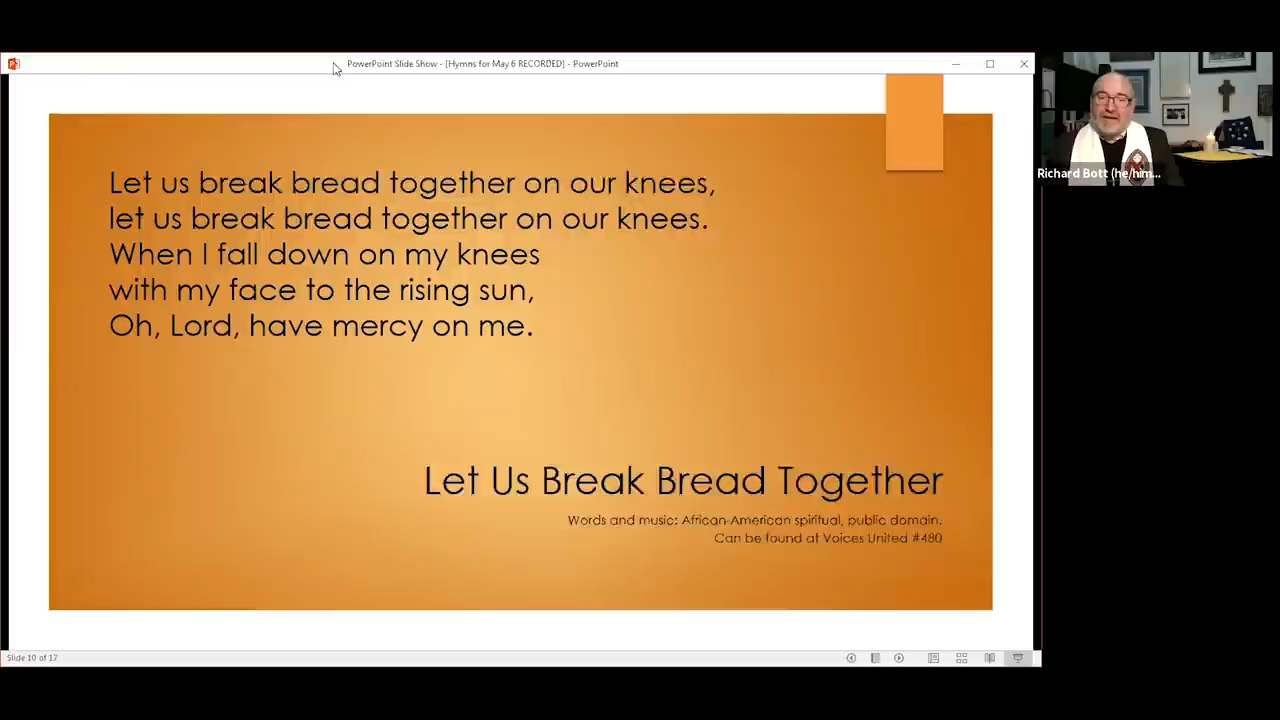 PowerPoint Slide Show - [Hymns for May 6 RECORDED] - PowerPoint
Let us break bread together on our knees,
let us break bread together on our knees.
When I fall down on my knees
with my face to the rising sun,
Oh, Lord, have mercy on me.
Let Us Break Bread Together
Words and music: African-American spiritual, public domain.
Can be found at Voices United #480
Richard Bott (he/him...
Slide 10 of 17